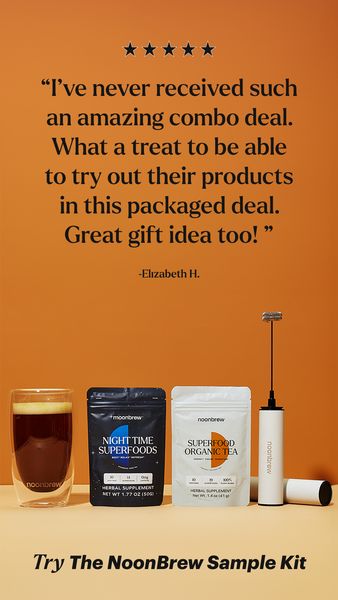 “I’ve never received such
an amazing combo deal.
What a treat to be able
to try out their products
in this packaged deal.
Great gift idea too! ”
-Elizabeth H.
moonbrew
NIGHT TIME
SUPERFOODS
HERBAL SUPPLEMENT
NET WT 1.77 OZ (50G)
noonbrew
SUPERFOOD
ORGANIC TEA
100%
HERBAL SUPPLEMENT
noonbrew
noonbrew
Try The NoonBrew Sample Kit